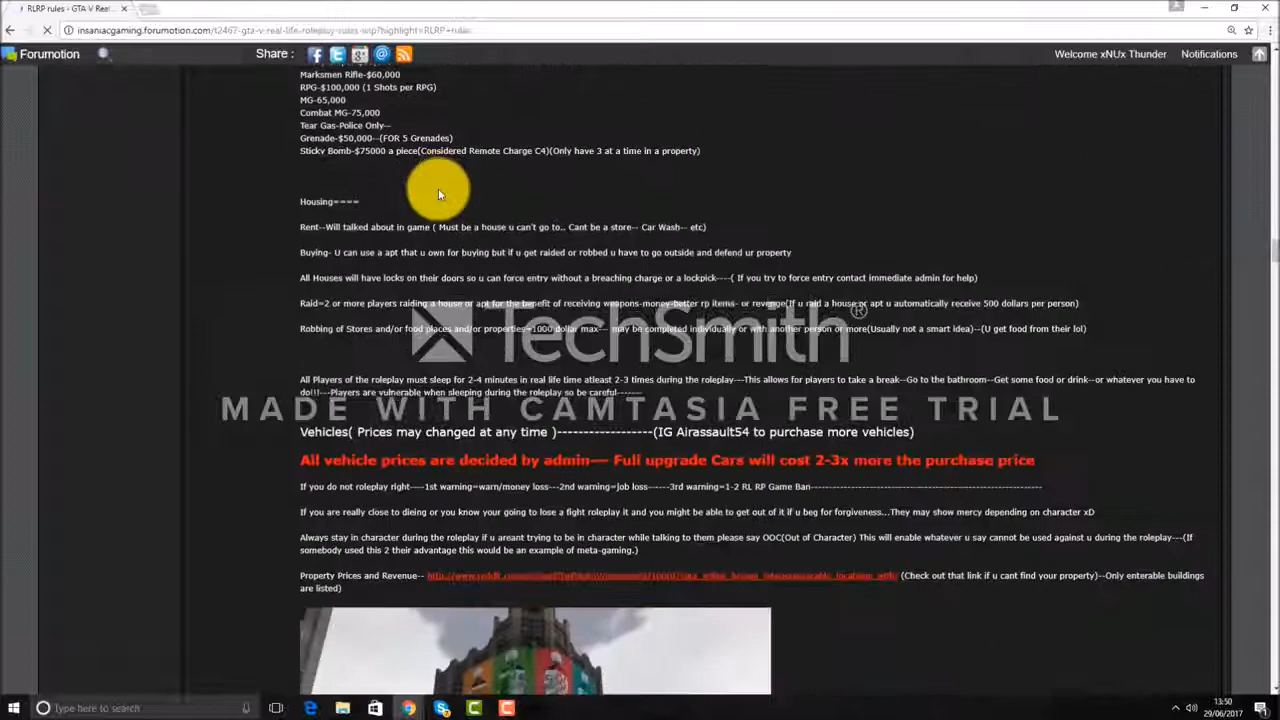 RLRP rules - GTA V Real...
insaniacgaming.forumotion.com/t2467-gta-v-real-life-roleplay-rules-wip?highlight=RLRP+rules
Forumotion
Share :
Welcome xNUx Thunder
Notifications
Marksmen Rifle-$60,000
RPG-$100,000 (1 Shots per RPG)
MG-65,000
Combat MG-75,000
Tear Gas-Police Only--
Grenade-$50,000--(FOR 5 Grenades)
Sticky Bomb-$75000 a piece(Considered Remote Charge C4)(Only have 3 at a time in a property)
Housing====
Rent--Will talked about in game ( Must be a house u can't go to.. Cant be a store-- Car Wash-- etc)
Buying- U can use a apt that u own for buying but if u get raided or robbed u have to go outside and defend ur property
All Houses will have locks on their doors so u can force entry without a breaching charge or a lockpick----( If you try to force entry contact immediate admin for help)
Raid=2 or more players raiding a house or apt for the benefit of receiving weapons-money-better rp items- or revenge(If u raid a house or apt u automatically receive 500 dollars per person)
Robbing of Stores and/or food places and/or properties=1000 dollar max--- may be completed individually or with another person or more(Usually not a smart idea)--(U get food from their lol)
TechSmith®
All Players of the roleplay must sleep for 2-4 minutes in real life time atleast 2-3 times during the roleplay---This allows for players to take a break--Go to the bathroom--Get some food or drink--or whatever you have to
do!!!---Players are vulnerable when sleeping during the roleplay so be careful-------
MADE WITH CAMTASIA FREE TRIAL
Vehicles( Prices may changed at any time )------------------(IG Airassault54 to purchase more vehicles)
All vehicle prices are decided by admin--- Full upgrade Cars will cost 2-3x more the purchase price
If you do not roleplay right----1st warning=warn/money loss---2nd warning=job loss------3rd warning=1-2 RL RP Game Ban------------------------------------------------------------------
If you are really close to dieing or you know your going to lose a fight roleplay it and you might be able to get out of it if u beg for forgiveness...They may show mercy depending on character xD
Always stay in character during the roleplay if u areant trying to be in character while talking to them please say OOC(Out of Character) This will enable whatever u say cannot be used against u during the roleplay---(If
somebody used this 2 their advantage this would be an example of meta-gaming.)
Property Prices and Revenue-- (Check out that link if u cant find your property)--Only enterable buildings
are listed)
Type here to search
13:50
29/06/2017